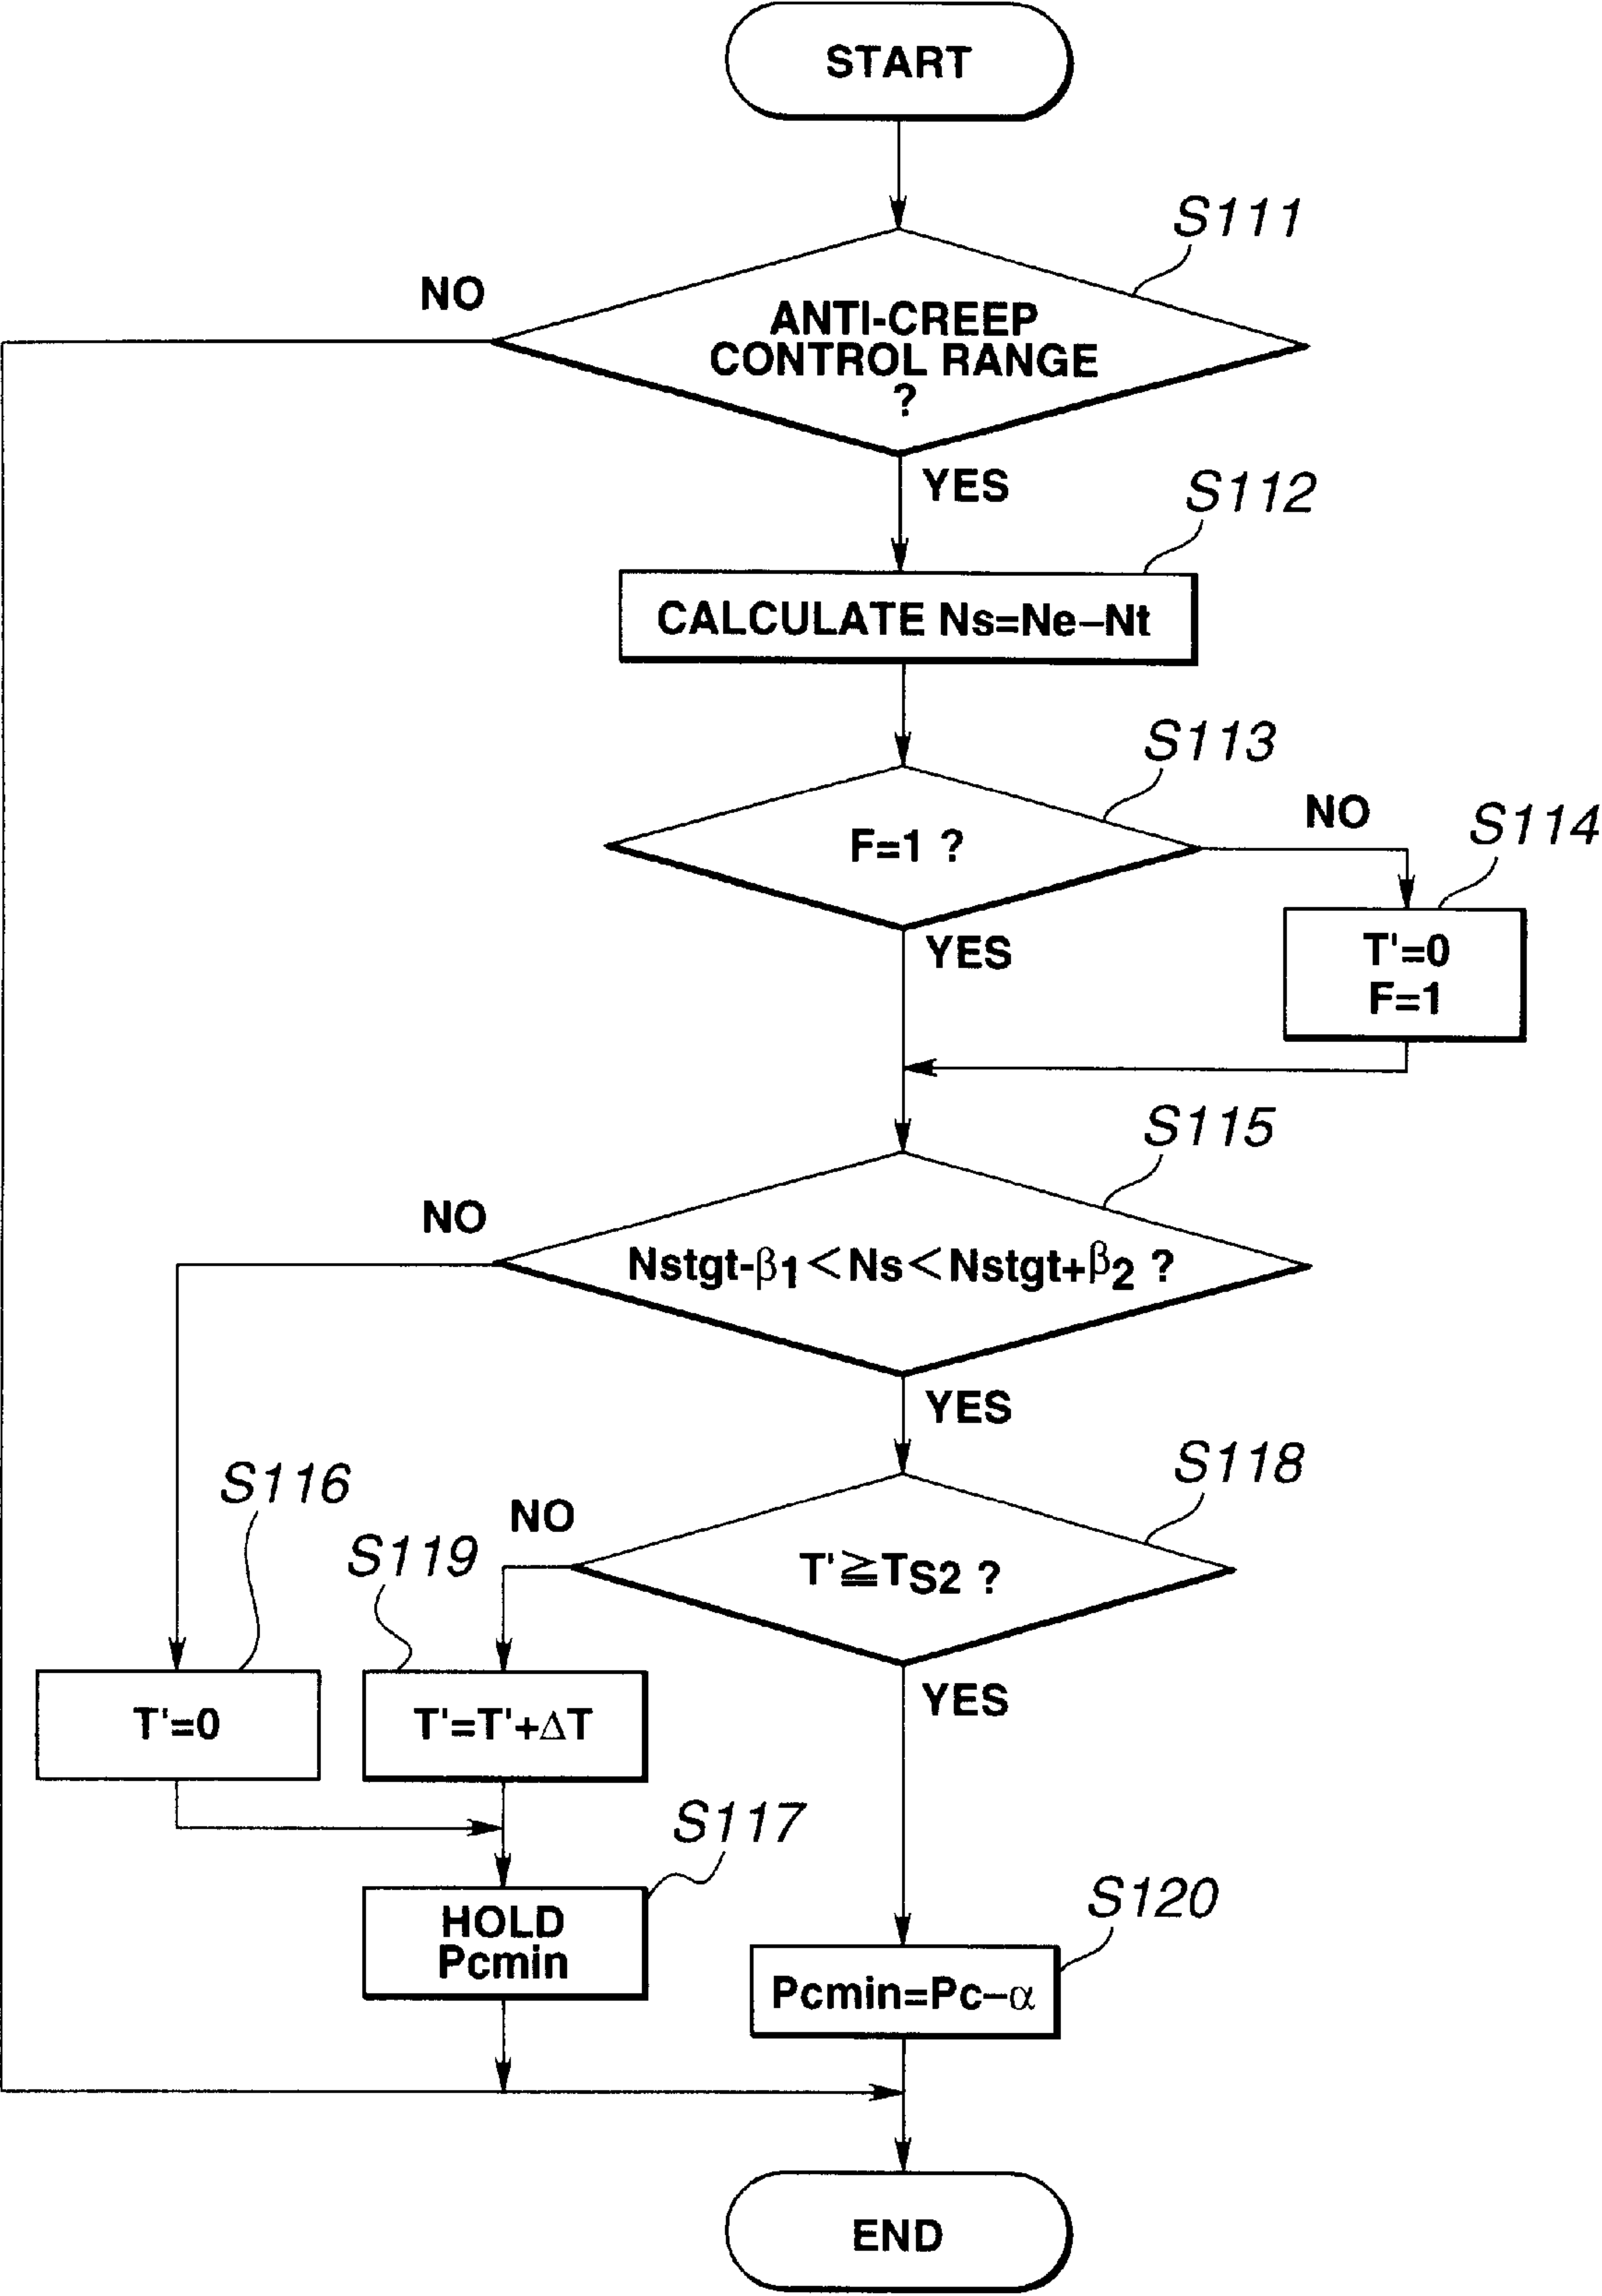 START
S111
NO
ANTI-CREEP
CONTROL RANGE
?
YES
S112
CALCULATE Ns=Ne–Nt
S113
F=1 ?
NO
S114
YES
T'=0
F=1
S115
NO
Nstgt-β1<Ns<Nstgt+β2 ?
YES
S118
S116
NO
S119
T'≧TS2 ?
YES
T'=0
T'=T'+ΔT
S117
HOLD
Pcmin
S120
Pcmin=Pc–α
END